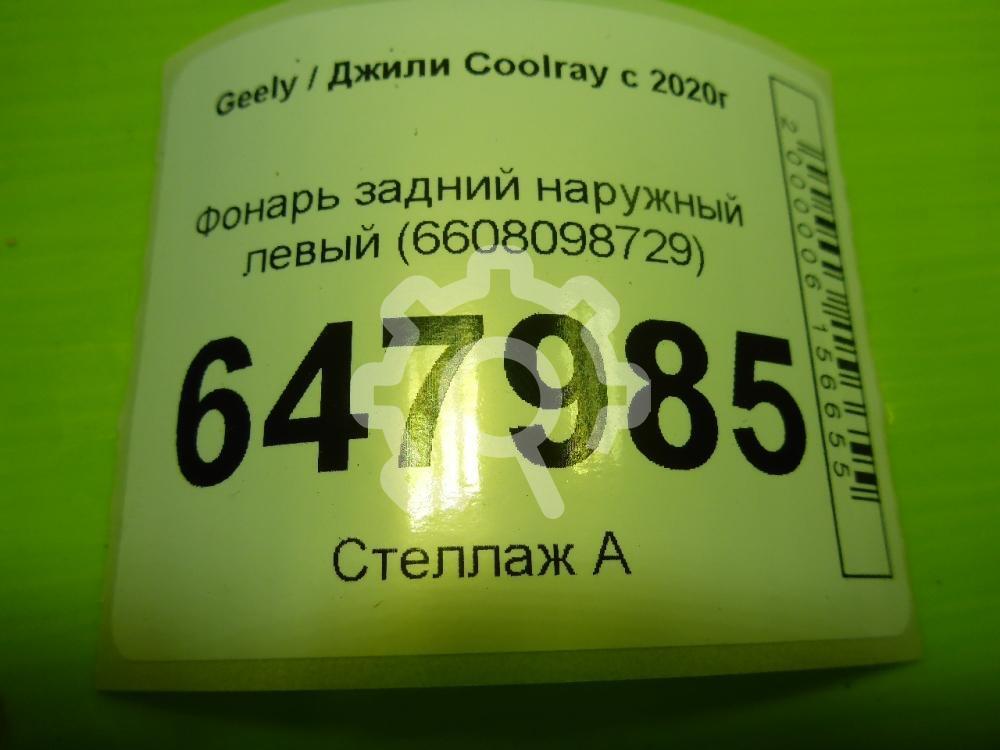 Geely / Джили Coolray с 2020г
Фонарь задний наружный
левый (6608098729)
647985
Стеллаж А
2000006156655